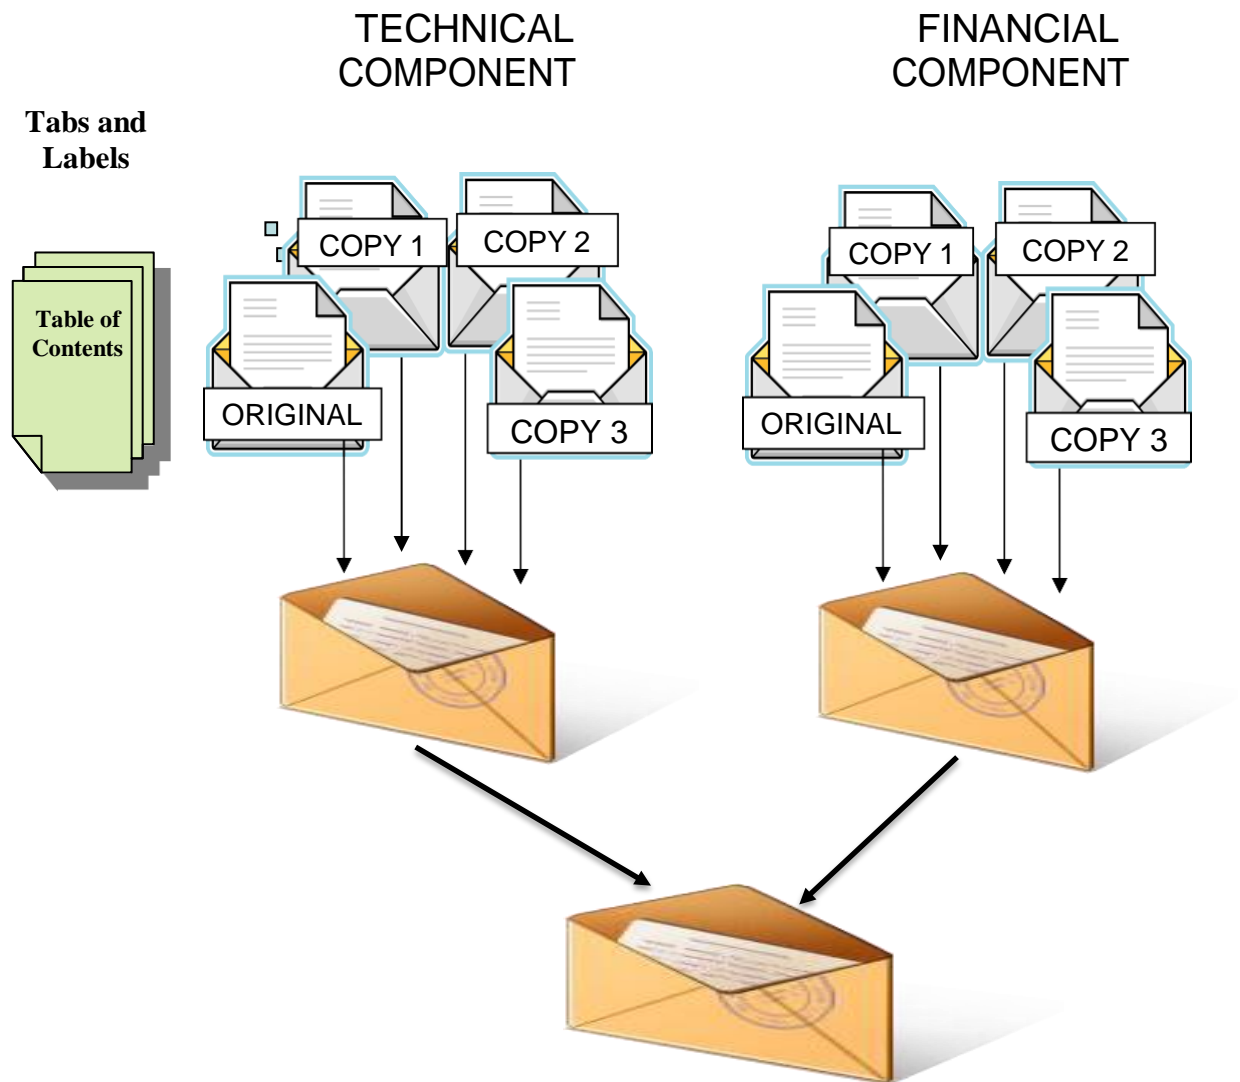 TECHNICAL
COMPONENT
FINANCIAL
COMPONENT
Tabs and
Labels
Table of
Contents
COPY 1
COPY 2
ORIGINAL
COPY 3
COPY 1
COPY 2
ORIGINAL
COPY 3